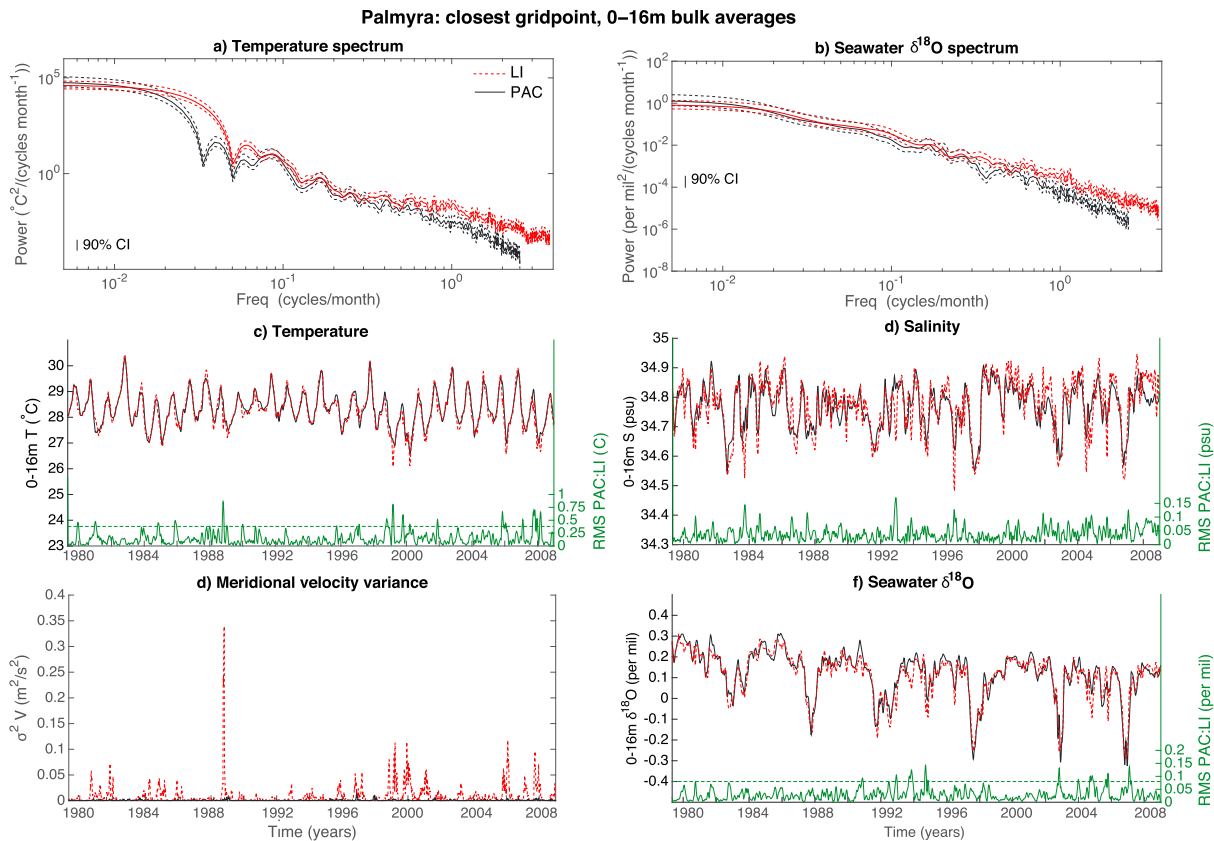 Palmyra: closest gridpoint, 0−16m bulk averages
a) Temperature spectrum
Power (°C²/(cycles month⁻¹))
10⁵
10⁰
LI
PAC
90% CI
10⁻² 10⁻¹ 10⁰
Freq (cycles/month)
b) Seawater δ¹⁸O spectrum
Power (per mil²/(cycles month⁻¹))
10²
10⁰
10⁻²
10⁻⁴
10⁻⁶
10⁻⁸
90% CI
10⁻² 10⁻¹ 10⁰
Freq (cycles/month)
c) Temperature
0-16m T (°C)
30
29
28
27
26
25
24
23
1
0.75
0.5
0.25
0
RMS PAC:LI (C)
1980 1984 1988 1992 1996 2000 2004 2008
d) Salinity
0-16m S (psu)
35
34.9
34.8
34.7
34.6
34.5
34.4
34.3
0.15
0.1
0.05
0
RMS PAC:LI (psu)
1980 1984 1988 1992 1996 2000 2004 2008
d) Meridional velocity variance
σ² V (m²/s²)
0.4
0.35
0.3
0.25
0.2
0.15
0.1
0.05
0
1980 1984 1988 1992 1996 2000 2004 2008
Time (years)
f) Seawater δ¹⁸O
0-16m δ¹⁸O (per mil)
0.4
0.3
0.2
0.1
0
-0.1
-0.2
-0.3
-0.4
0.2
0.15
0.1
0.05
0
RMS PAC:LI (per mil)
1980 1984 1988 1992 1996 2000 2004 2008
Time (years)